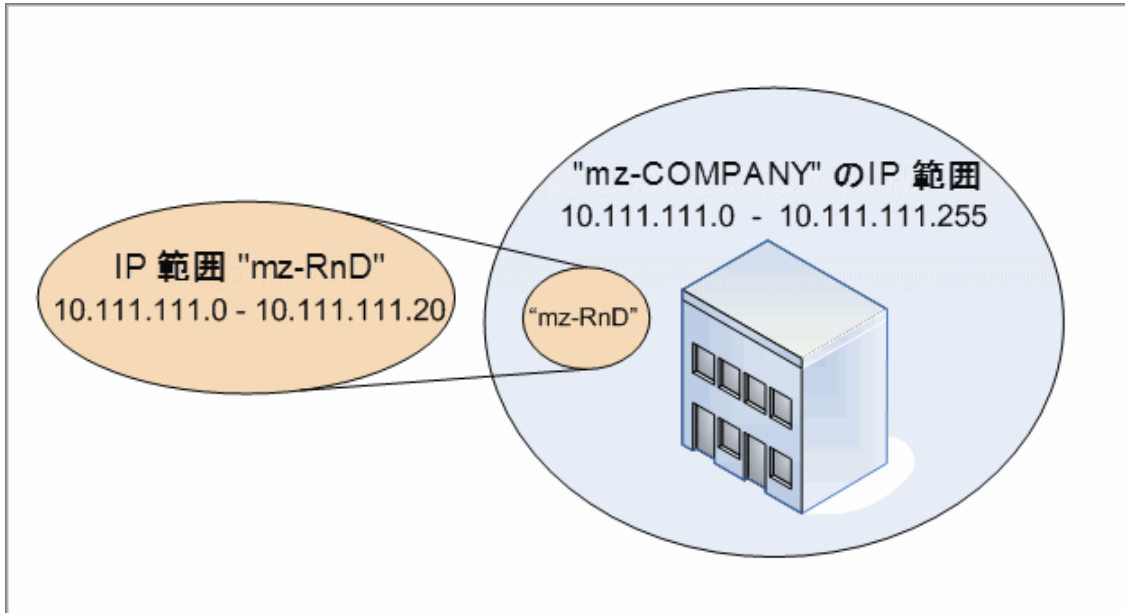 "mz-COMPANY" のIP 範囲
10.111.111.0 - 10.111.111.255
IP 範囲 "mz-RnD"
10.111.111.0 - 10.111.111.20
“mz-RnD”